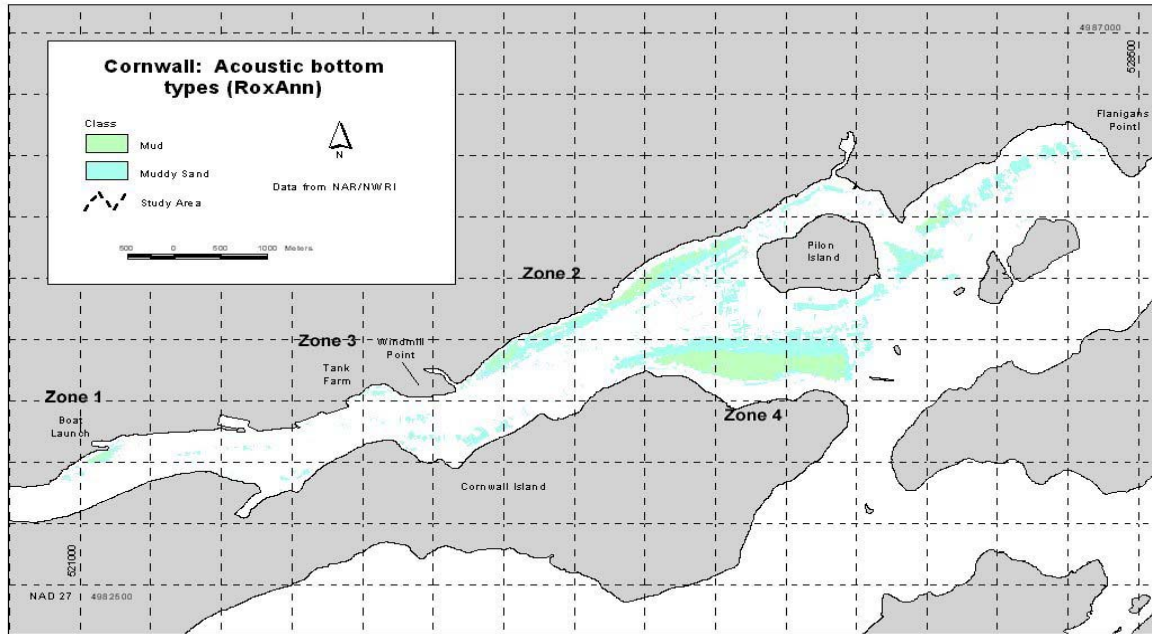 4987000
528500
Cornwall: Acoustic bottom
types (RoxAnn)
Class
Mud
Muddy Sand
Study Area
N
Data from NAR/NWRI
500 0 500 1000 Meters
Flanigans
Point
Pilon
Island
Zone 2
Zone 3
Windmill
Point
Tank
Farm
Zone 1
Boat
Launch
Zone 4
Cornwall Island
521000
NAD 27 4982500